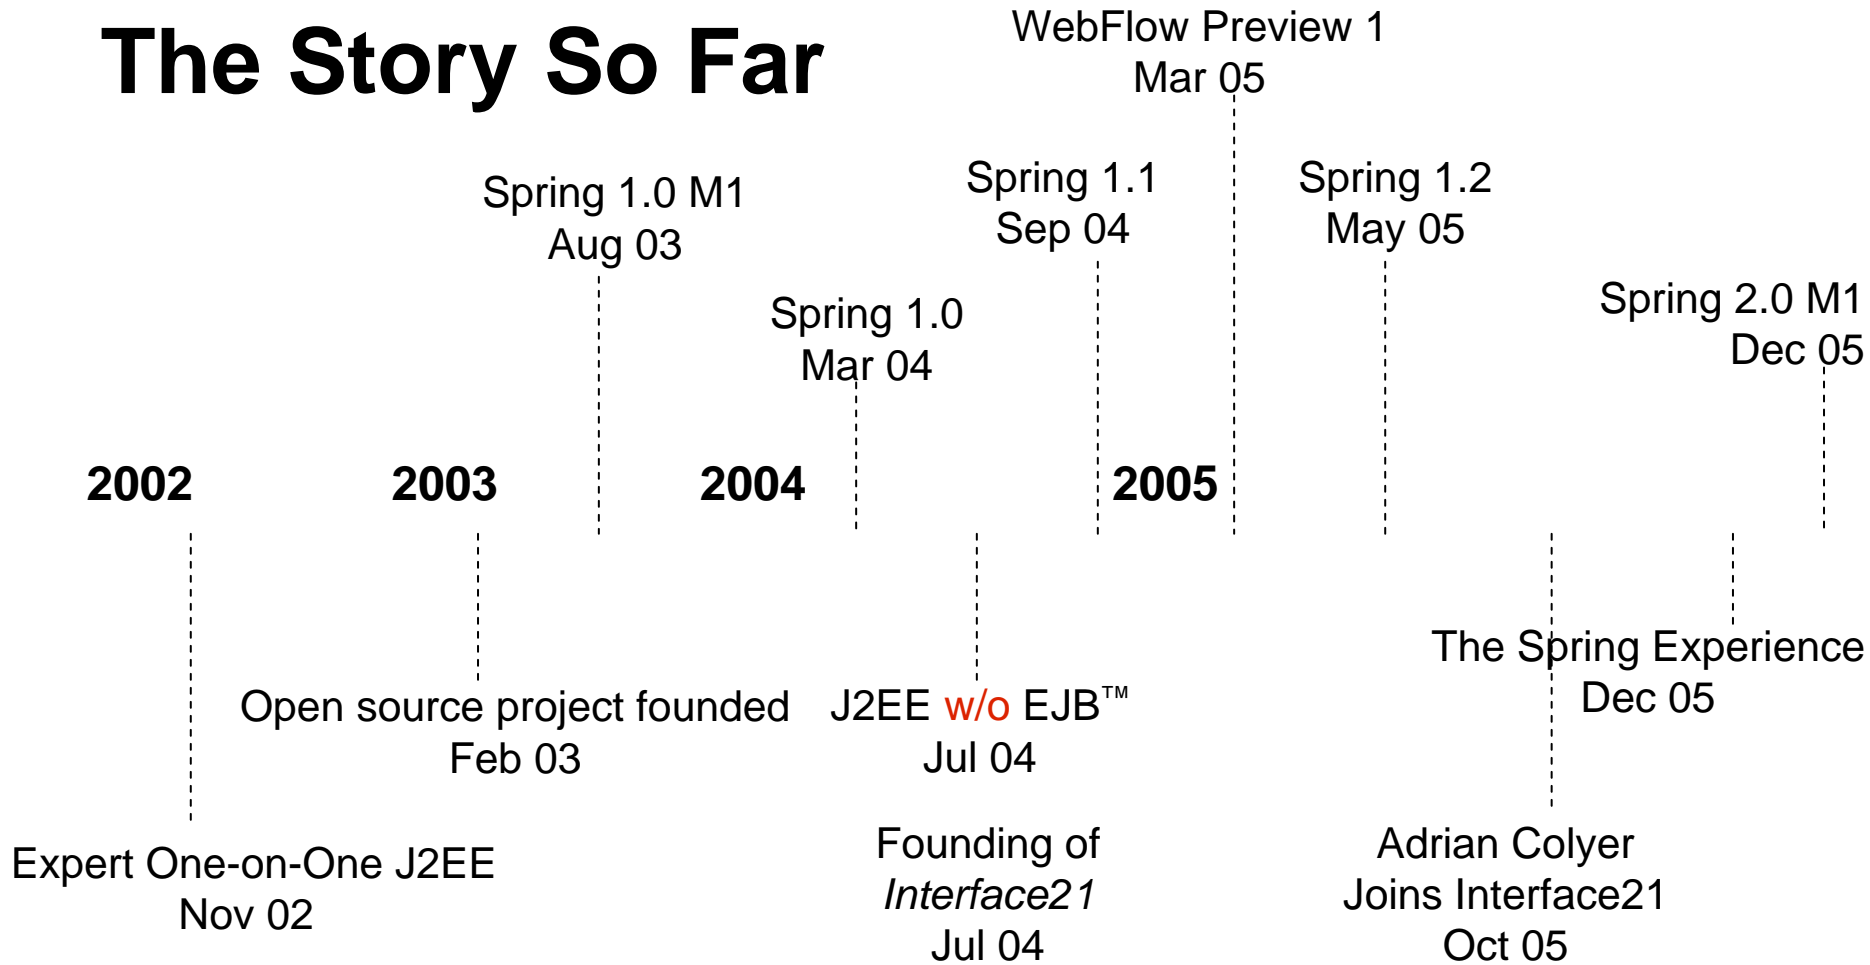 The Story So Far
WebFlow Preview 1
Mar 05
Spring 1.0 M1
Aug 03
Spring 1.1
Sep 04
Spring 1.2
May 05
Spring 1.0
Mar 04
Spring 2.0 M1
Dec 05
2002
2003
2004
2005
The Spring Experience
Dec 05
Open source project founded
Feb 03
J2EE w/o EJB™
Jul 04
Expert One-on-One J2EE
Nov 02
Founding of
Interface21
Jul 04
Adrian Colyer
Joins Interface21
Oct 05